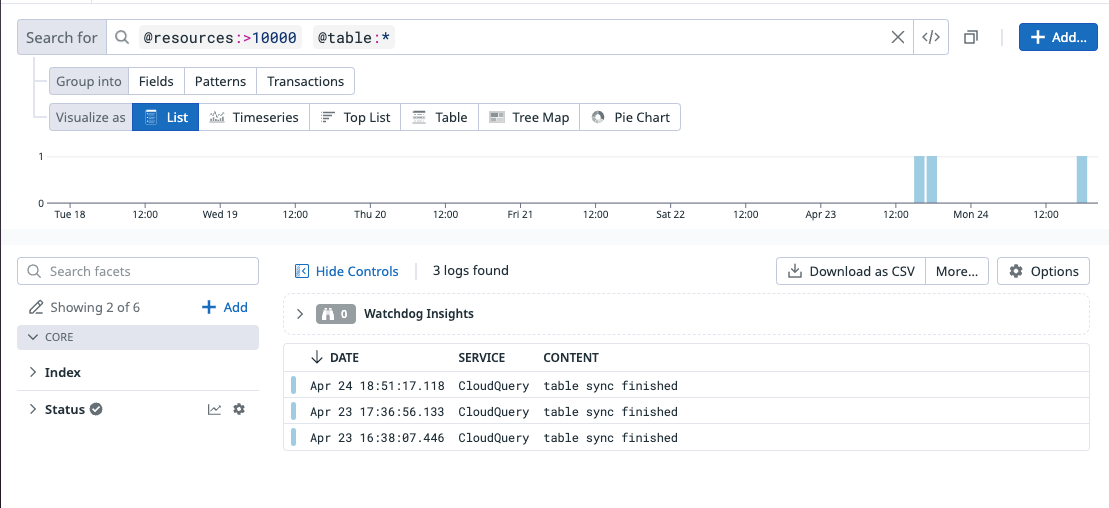 Search for @resources:>10000 @table:* </> Add...
Group into Fields Patterns Transactions
Visualize as List Timeseries Top List Table Tree Map Pie Chart
1
0
Tue 18 12:00 Wed 19 12:00 Thu 20 12:00 Fri 21 12:00 Sat 22 12:00 Apr 23 12:00 Mon 24 12:00
Search facets Hide Controls 3 logs found Download as CSV More... Options
Showing 2 of 6 Add
0 Watchdog Insights
CORE
DATE SERVICE CONTENT
Index
Apr 24 18:51:17.118 CloudQuery table sync finished
Status
Apr 23 17:36:56.133 CloudQuery table sync finished
Apr 23 16:38:07.446 CloudQuery table sync finished